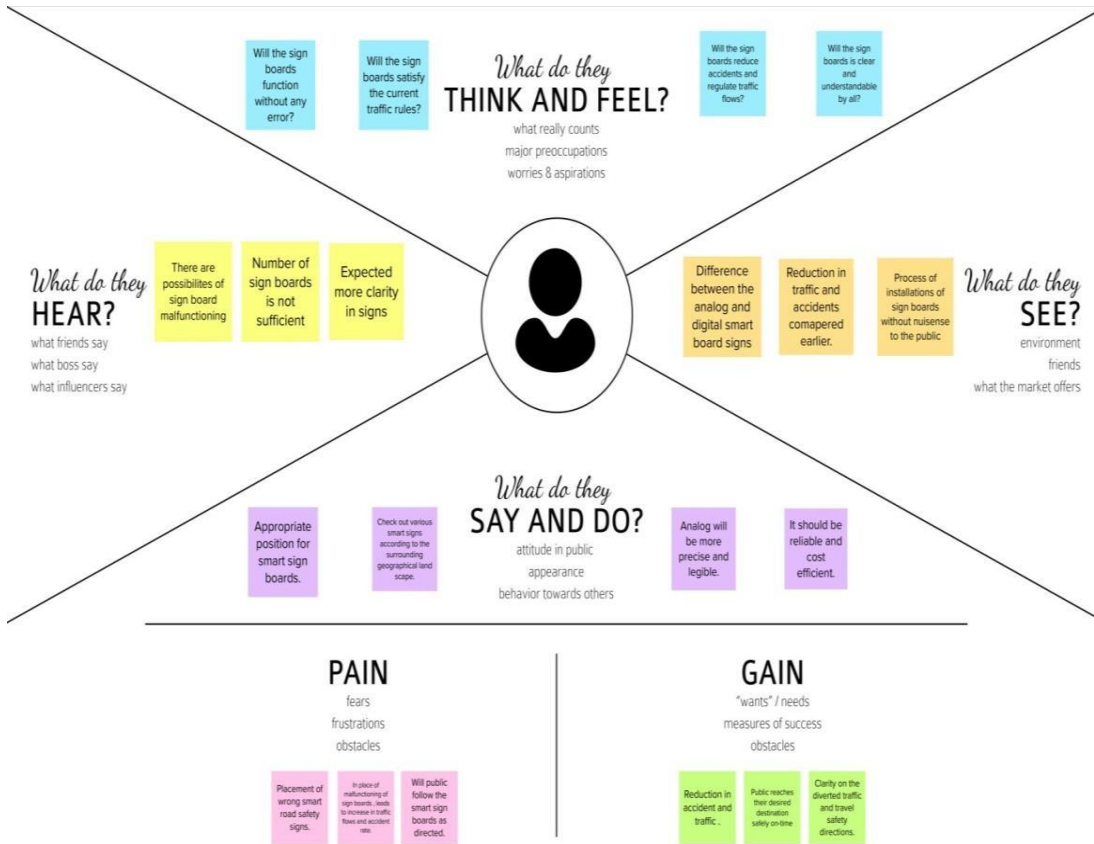 Will the sign
boards
function
without any
error?
Will the sign
boards satisfy
the current
traffic rules?
What do they
THINK AND FEEL?
what really counts
major preoccupations
worries & aspirations
Will the sign
boards reduce
accidents and
regulate traffic
flows?
Will the sign
boards is clear
and
understandable
by all?
What do they
HEAR?
what friends say
what boss say
what influencers say
There are
possibilites of
sign board
malfunctioning
Number of
sign boards
is not
sufficient
Expected
more clarity
in signs
Difference
between the
analog and
digital smart
board signs
Reduction in
traffic and
accidents
comapered
earlier.
Process of
installations of
sign boards
without nuisense
to the public
What do they
SEE?
environment
friends
what the market offers
Appropriate
position for
smart sign
boards.
Check out various
smart signs
according to the
surrounding
geographical land
scape.
What do they
SAY AND DO?
attitude in public
appearance
behavior towards others
Analog will
be more
precise and
legible.
It should be
reliable and
cost
efficient.
PAIN
fears
frustrations
obstacles
Placement of
wrong smart
road safety
signs.
In place of
malfunctioning of
sign boards , leads
to increase in traffic
flows and accident
rate.
Will public
follow the
smart sign
boards as
directed.
GAIN
"wants" / needs
measures of success
obstacles
Reduction in
accident and
traffic .
Public reaches
their desired
destination
safely on-time
Clarity on the
diverted traffic
and travel
safety
directions.